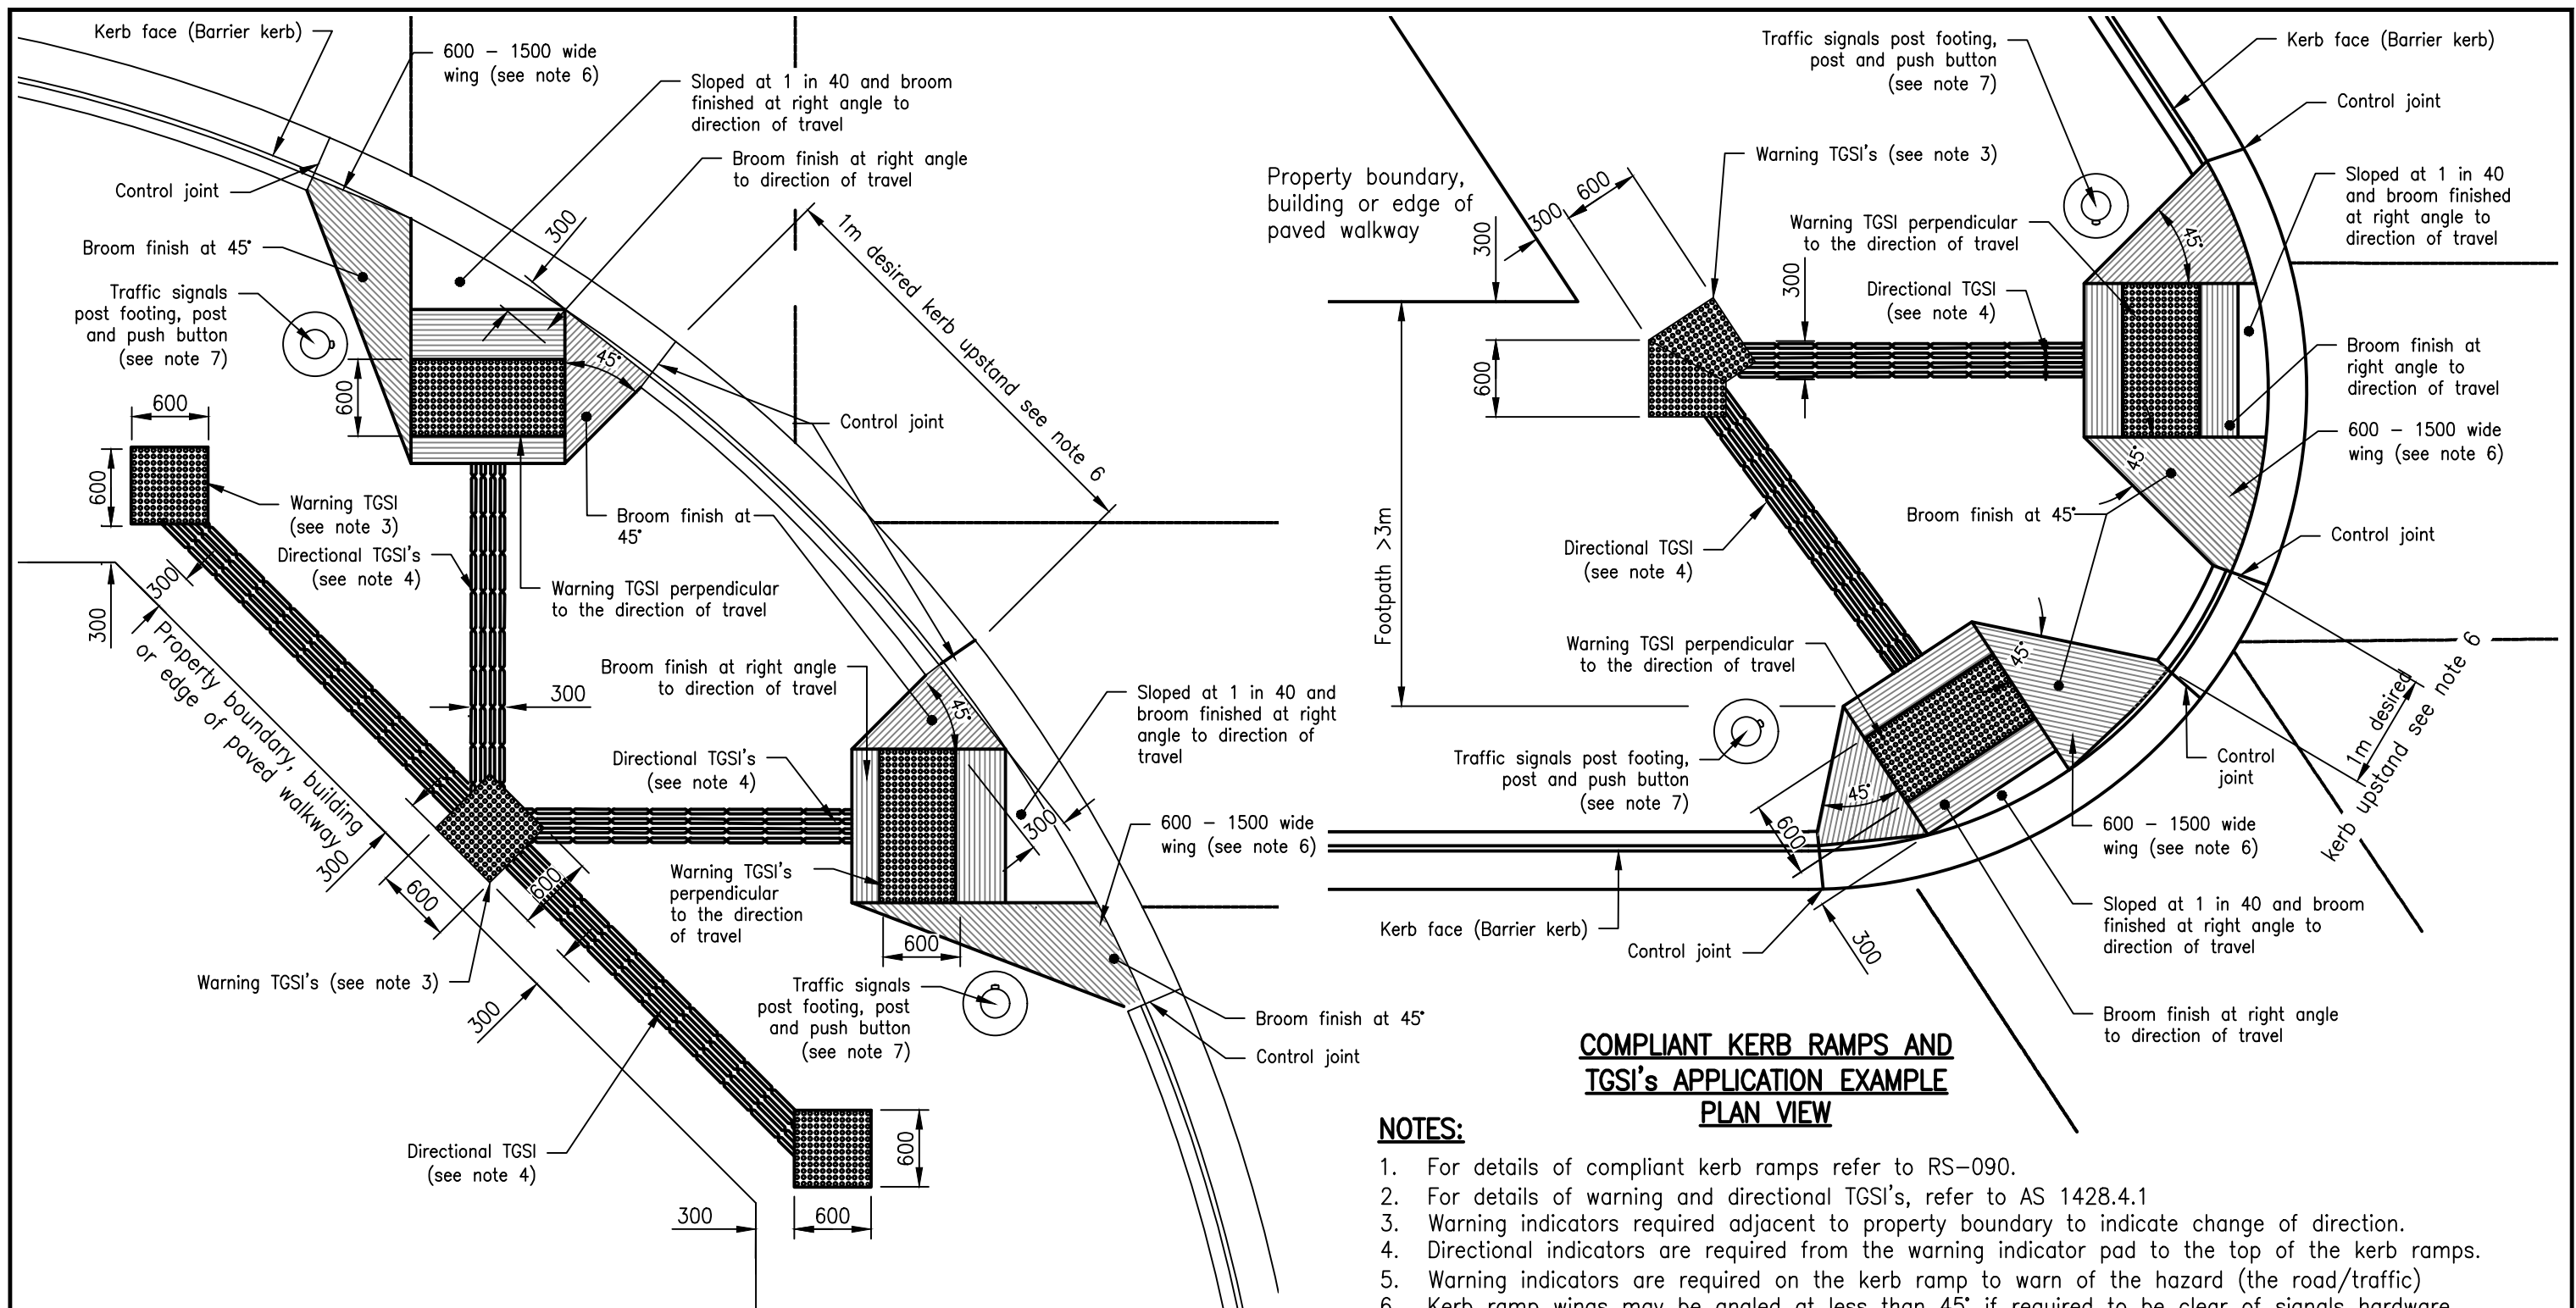 Kerb face (Barrier kerb)
600 – 1500 wide
wing (see note 6)
Sloped at 1 in 40 and broom
finished at right angle to
direction of travel
Broom finish at right angle
to direction of travel
Control joint
Broom finish at 45°
Traffic signals
post footing, post
and push button
(see note 7)
300
1m desired kerb upstand see note 6
45°
600
600
600
Control joint
Warning TGSI
(see note 3)
Directional TGSI's
(see note 4)
Broom finish at
45°
Warning TGSI perpendicular
to the direction of travel
300
300
Property boundary, building
or edge of paved walkway
300
Broom finish at right angle
to direction of travel
45°
Sloped at 1 in 40 and
broom finished at right
angle to direction of
travel
Directional TGSI's
(see note 4)
300
600 – 1500 wide
wing (see note 6)
Warning TGSI's
perpendicular
to the direction
of travel
300
600
600
600
Warning TGSI's (see note 3)
300
Traffic signals
post footing, post
and push button
(see note 7)
Broom finish at 45°
Control joint
Directional TGSI
(see note 4)
600
300
600
Traffic signals post footing,
post and push button
(see note 7)
Kerb face (Barrier kerb)
Control joint
Warning TGSI's (see note 3)
Property boundary,
building or edge of
paved walkway
600
300
300
Sloped at 1 in 40
and broom finished
at right angle to
direction of travel
Warning TGSI perpendicular
to the direction of travel
45°
300
Directional TGSI
(see note 4)
600
Broom finish at
right angle to
direction of travel
600 – 1500 wide
wing (see note 6)
45°
Broom finish at 45°
Control joint
Footpath >3m
Directional TGSI
(see note 4)
Warning TGSI perpendicular
to the direction of travel
45°
1m desired
kerb upstand see note 6
Traffic signals post footing,
post and push button
(see note 7)
Control
joint
45°
600
600 – 1500 wide
wing (see note 6)
Kerb face (Barrier kerb)
Control joint
300
Sloped at 1 in 40 and broom
finished at right angle to
direction of travel
Broom finish at right angle
to direction of travel
COMPLIANT KERB RAMPS AND
TGSI's APPLICATION EXAMPLE
PLAN VIEW
NOTES:
1. For details of compliant kerb ramps refer to RS–090.
2. For details of warning and directional TGSI's, refer to AS 1428.4.1
3. Warning indicators required adjacent to property boundary to indicate change of direction.
4. Directional indicators are required from the warning indicator pad to the top of the kerb ramps.
5. Warning indicators are required on the kerb ramp to warn of the hazard (the road/traffic)
6. Kerb ramp wings may be angled at less than 45° if required to be clear of signals hardware